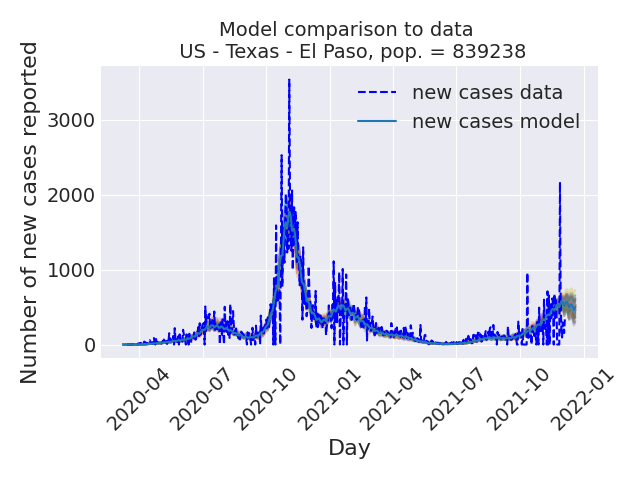 Model comparison to data
US - Texas - El Paso, pop. = 839238
Number of new cases reported
3000
2000
1000
0
new cases data
new cases model
2020-04
2020-07
2020-10
2021-01
2021-04
2021-07
2021-10
2022-01
Day